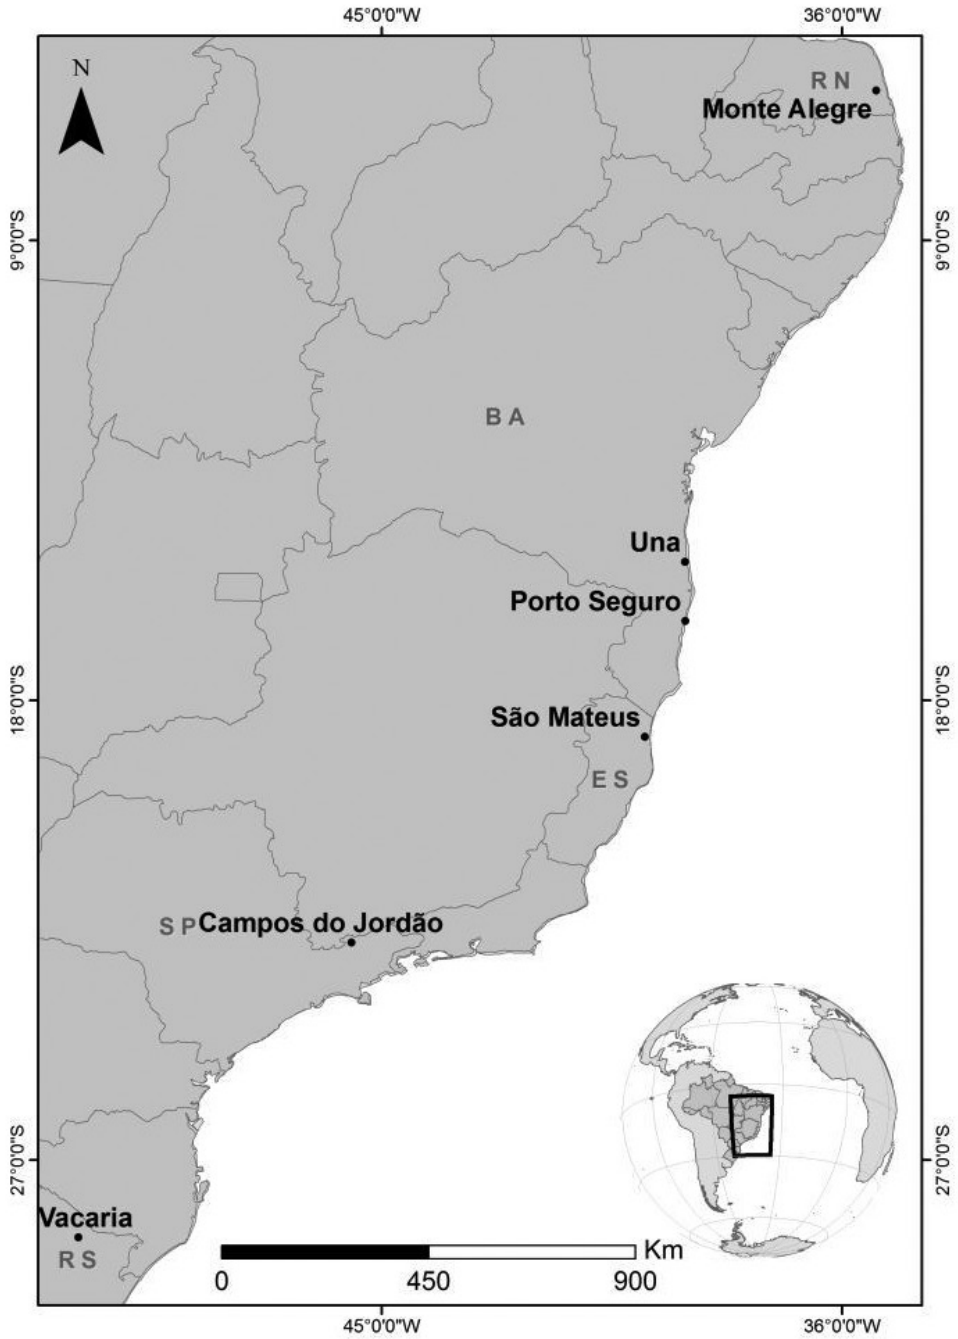 45°0'0"W
36°0'0"W
N
R N
Monte Alegre
9°0'0"S
9°0'0"S
B A
Una
Porto Seguro
18°0'0"S
18°0'0"S
São Mateus
E S
S P
Campos do Jordão
27°0'0"S
27°0'0"S
Vacaria
R S
Km
0
450
900
45°0'0"W
36°0'0"W